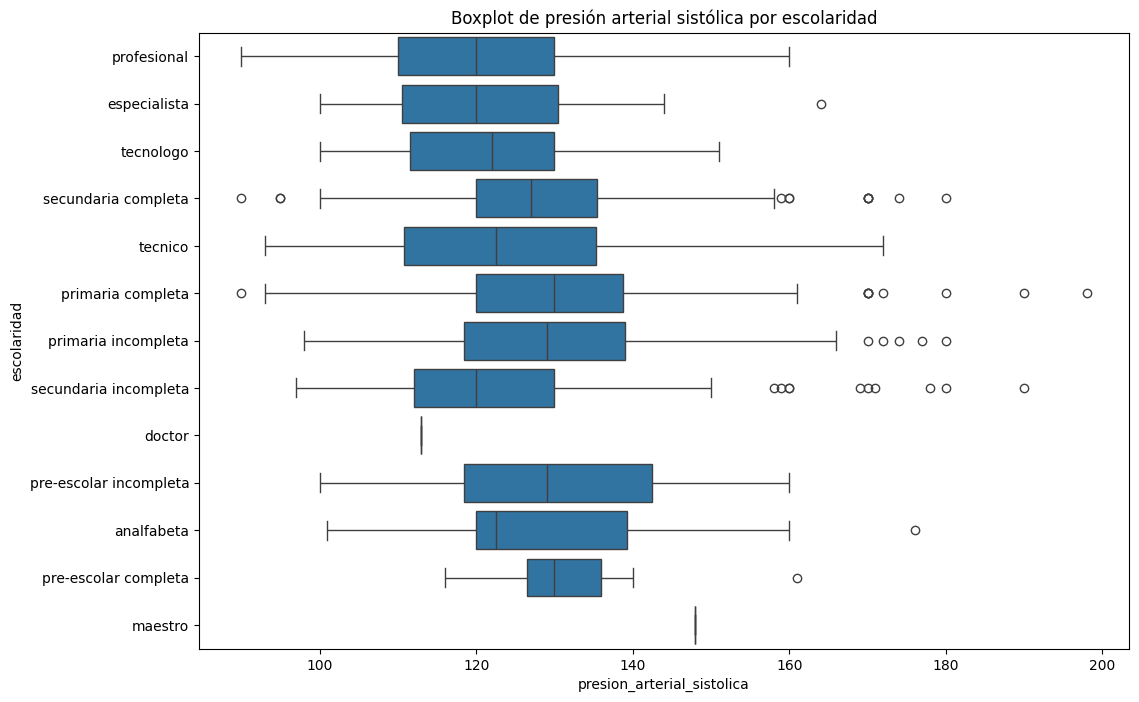 Boxplot de presión arterial sistólica por escolaridad
escolaridad
profesional
especialista
tecnologo
secundaria completa
tecnico
primaria completa
primaria incompleta
secundaria incompleta
doctor
pre-escolar incompleta
analfabeta
pre-escolar completa
maestro
100 120 140 160 180 200
presion_arterial_sistolica